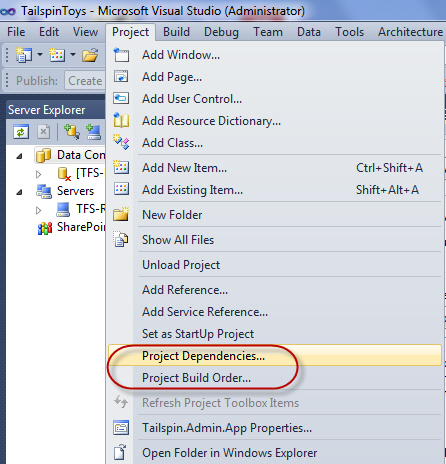 TailspinToys - Microsoft Visual Studio (Administrator)
File Edit View Project Build Debug Team Data Tools Architecture
Publish: Create
Server Explorer
Data Con
[TFS-
Servers
TFS-R
SharePoin
Add Window...
Add Page...
Add User Control...
Add Resource Dictionary...
Add Class...
Add New Item... Ctrl+Shift+A
Add Existing Item... Shift+Alt+A
New Folder
Show All Files
Unload Project
Add Reference...
Add Service Reference...
Set as StartUp Project
Project Dependencies...
Project Build Order...
Refresh Project Toolbox Items
Tailspin.Admin.App Properties...
Open Folder in Windows Explorer